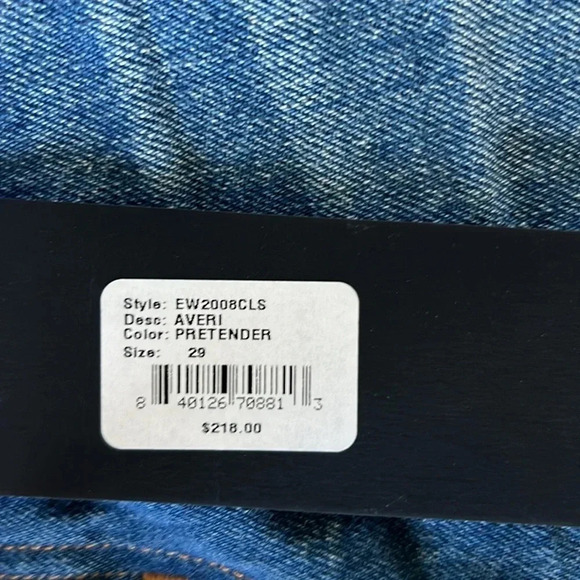 Style: EW2008CLS
Desc: AVERI
Color: PRETENDER
Size: 29
8 40126 70881 3
$218.00